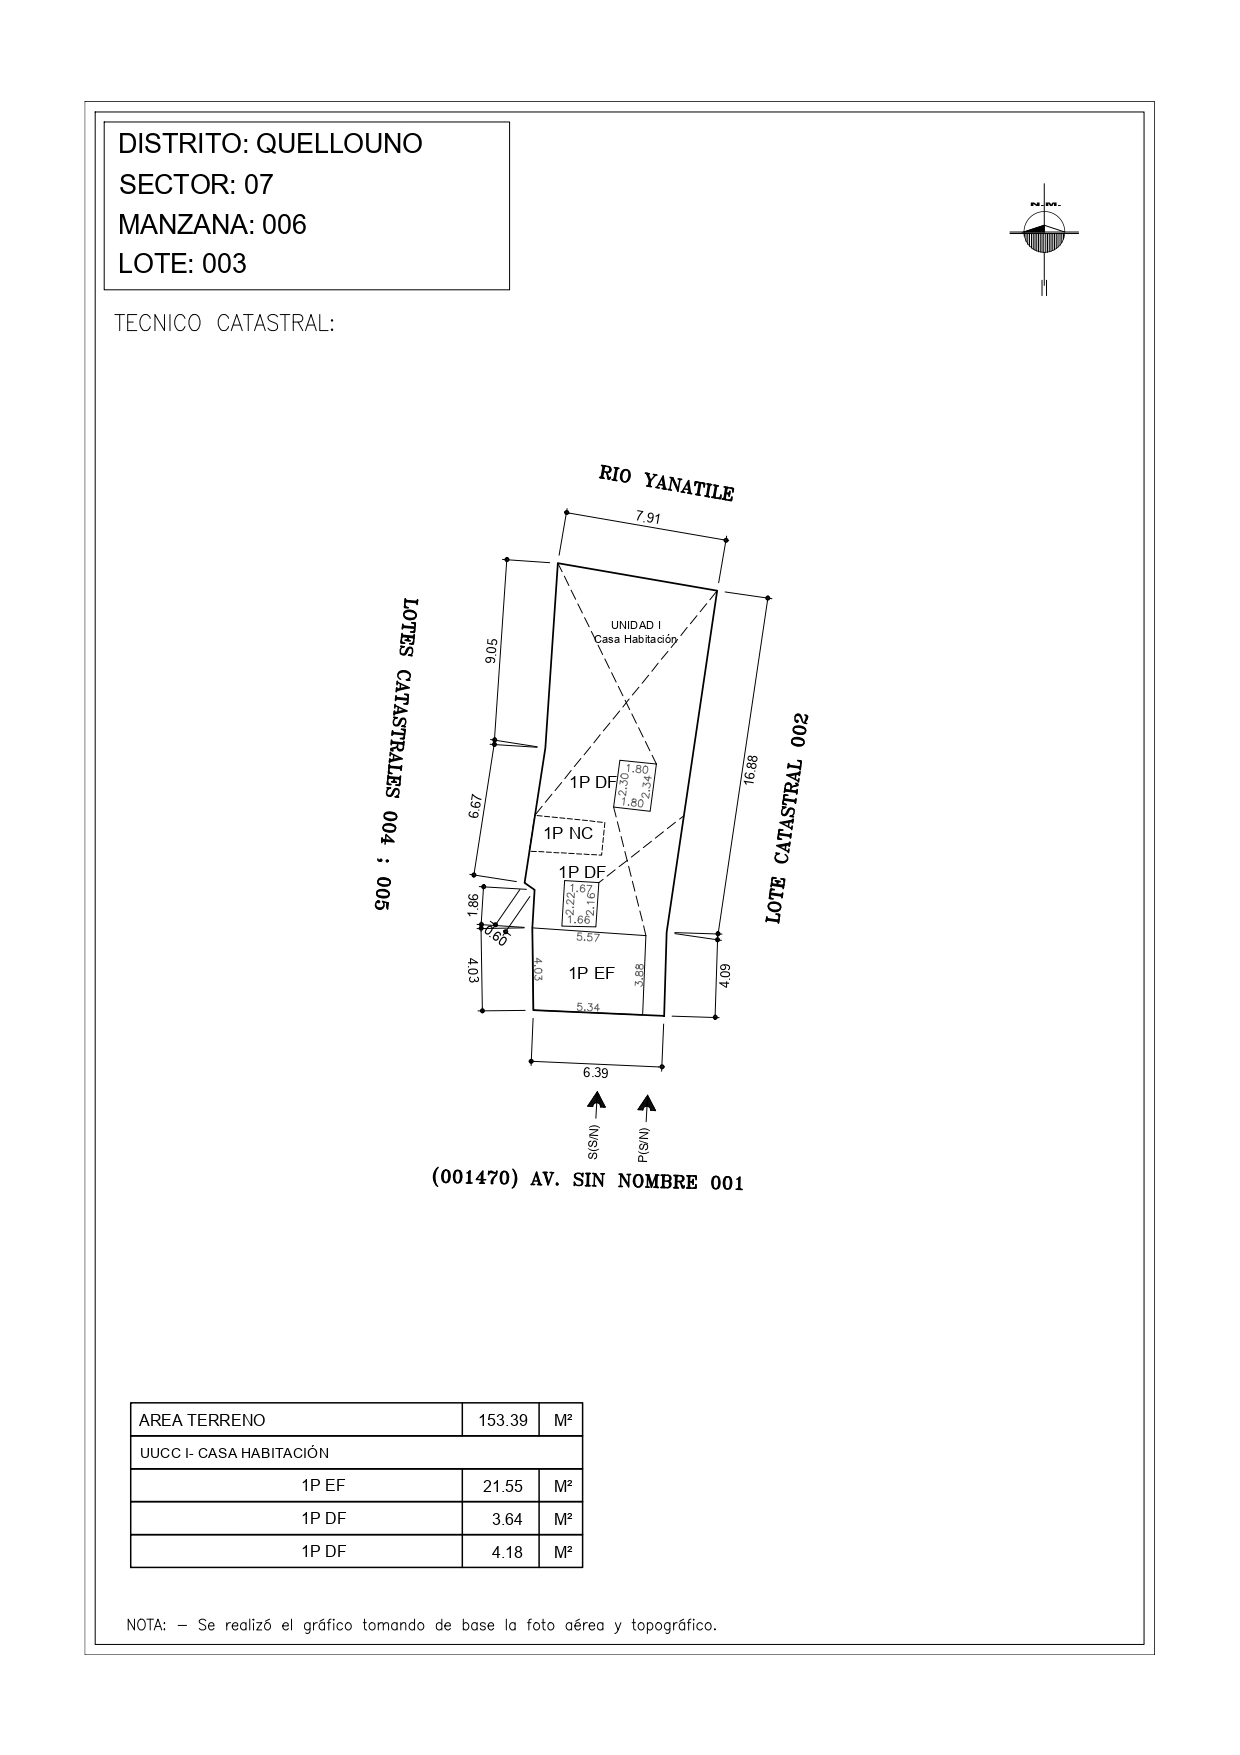 DISTRITO: QUELLOUNO
SECTOR: 07
MANZANA: 006
LOTE: 003
N.M.
TECNICO CATASTRAL:
RIO YANATILE
7.91
UNIDAD I
Casa Habitación
9.05
LOTES CATASTRALES 004 ; 005
16.88
LOTE CATASTRAL 002
1P DF
1.80
2.30
2.34
1.80
6.67
1P NC
1P DF
1.67
2.22
2.16
1.66
1.86
0.60
5.57
4.03
4.03
1P EF
3.88
4.09
5.34
6.39
S(S/N)
P(S/N)
(001470) AV. SIN NOMBRE 001
AREA TERRENO 153.39 M²
UUCC I- CASA HABITACIÓN
1P EF 21.55 M²
1P DF 3.64 M²
1P DF 4.18 M²
NOTA: – Se realizó el gráfico tomando de base la foto aérea y topográfico.